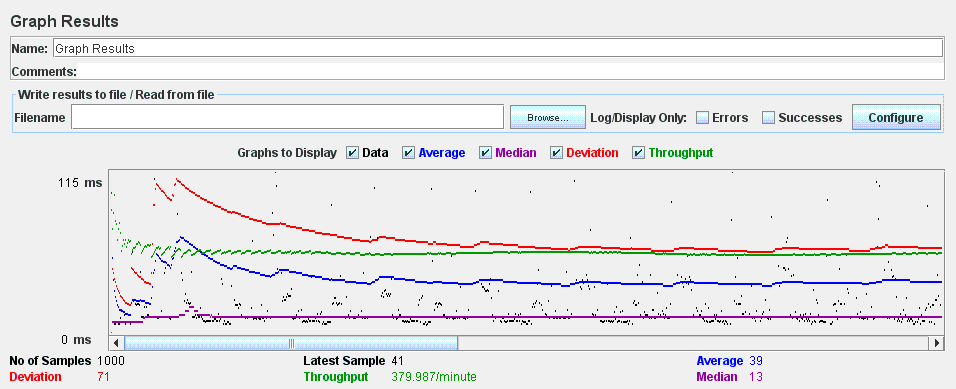 Graph Results
Name: Graph Results
Comments:
Write results to file / Read from file
Filename Browse... Log/Display Only: Errors Successes Configure
Graphs to Display Data Average Median Deviation Throughput
115 ms
0 ms
No of Samples 1000 Latest Sample 41 Average 39
Deviation 71 Throughput 379.987/minute Median 13